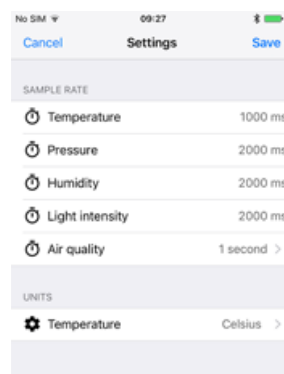 No SIM 09:27
Cancel Settings Save
SAMPLE RATE
Temperature 1000 ms
Pressure 2000 ms
Humidity 2000 ms
Light intensity 2000 ms
Air quality 1 second
UNITS
Temperature Celsius